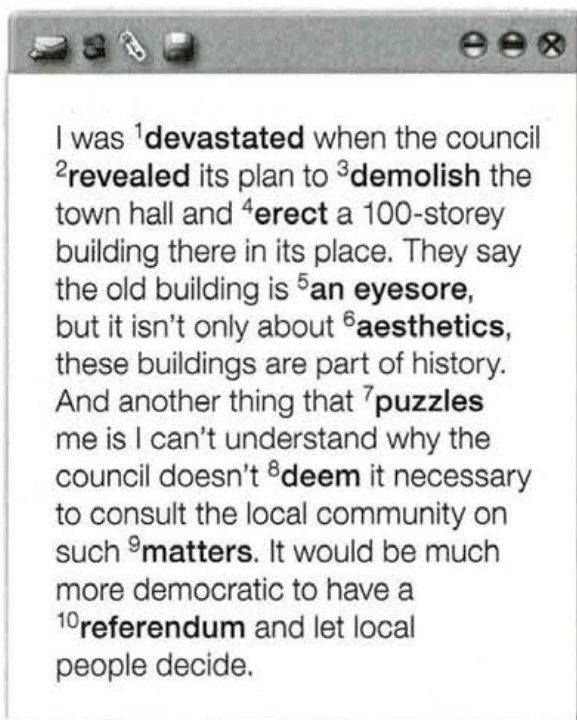 I was ¹devastated when the council
²revealed its plan to ³demolish the
town hall and ⁴erect a 100-storey
building there in its place. They say
the old building is ⁵an eyesore,
but it isn't only about ⁶aesthetics,
these buildings are part of history.
And another thing that ⁷puzzles
me is I can't understand why the
council doesn't ⁸deem it necessary
to consult the local community on
such ⁹matters. It would be much
more democratic to have a
¹⁰referendum and let local
people decide.